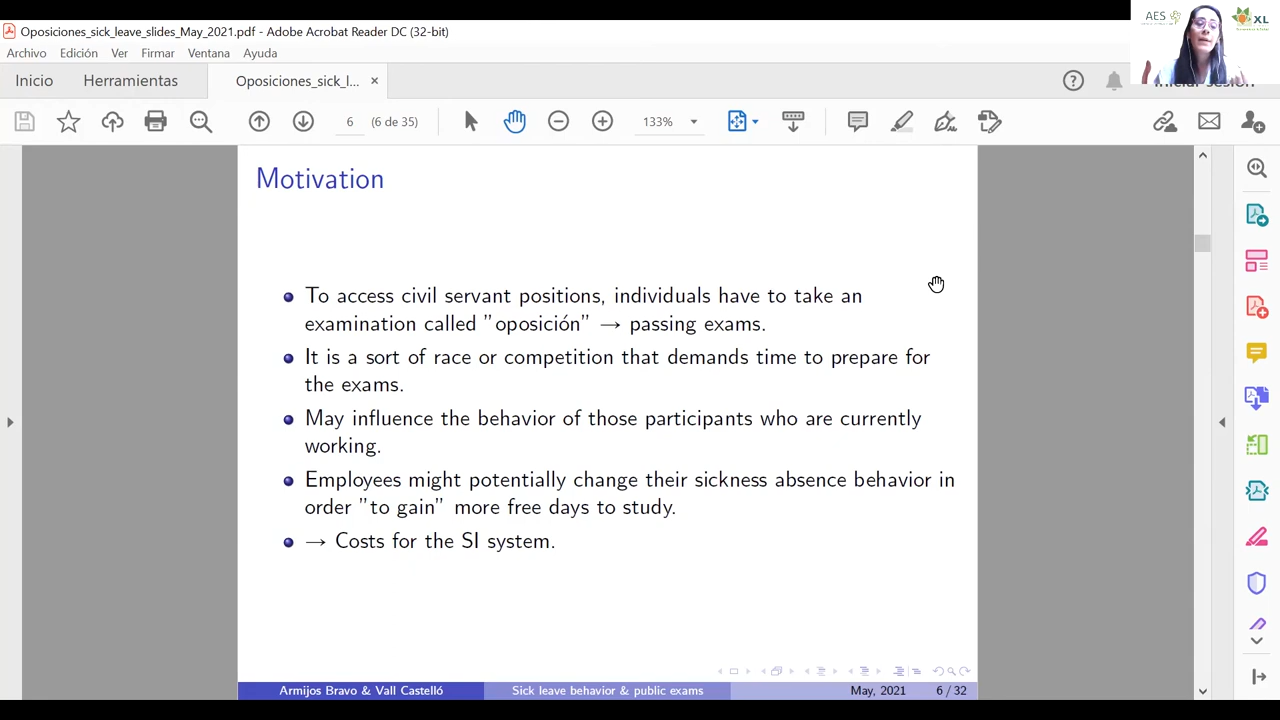 Oposiciones_sick_leave_slides_May_2021.pdf - Adobe Acrobat Reader DC (32-bit)
AES
XL
Archivo Edición Ver Firmar Ventana Ayuda
Inicio Herramientas Oposiciones_sick_l... ×
6 (6 de 35) 133%
Motivation
To access civil servant positions, individuals have to take an
examination called "oposición" → passing exams.
It is a sort of race or competition that demands time to prepare for
the exams.
May influence the behavior of those participants who are currently
working.
Employees might potentially change their sickness absence behavior in
order "to gain" more free days to study.
→ Costs for the SI system.
Armijos Bravo & Vall Castelló Sick leave behavior & public exams May, 2021 6 / 32